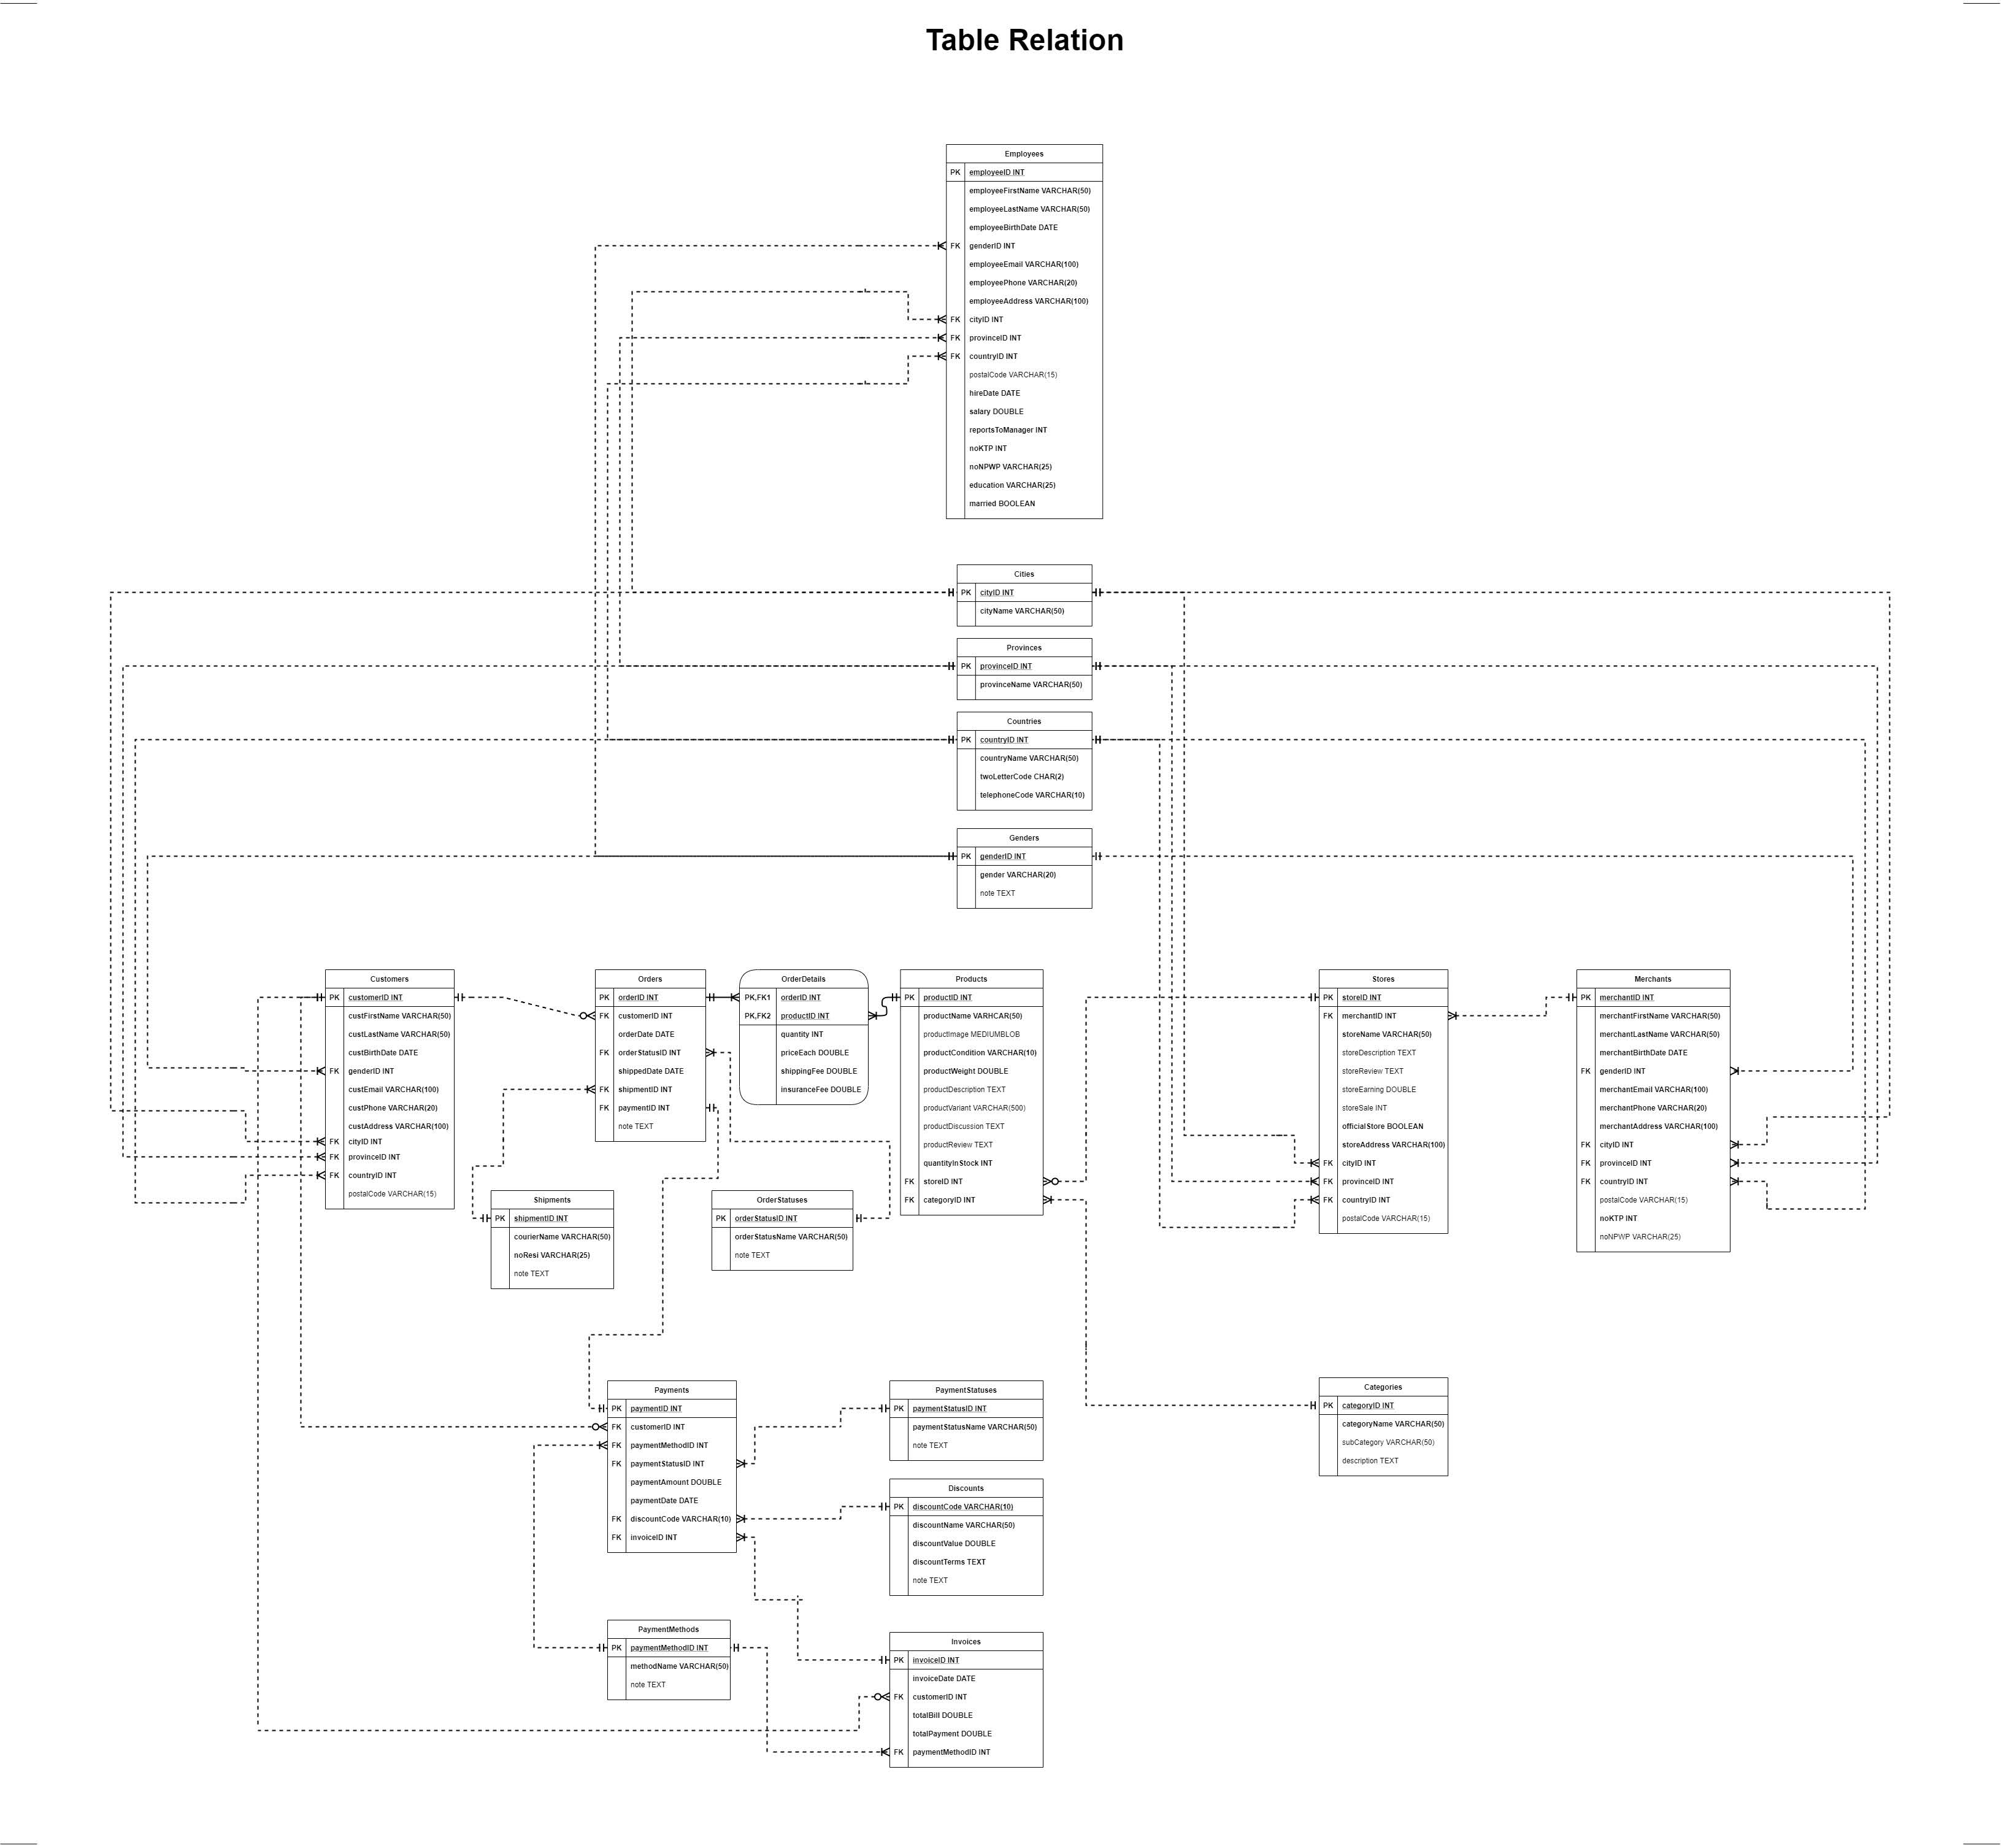 Table Relation
Employees
PK employeeID INT
employeeFirstName VARCHAR(50)
employeeLastName VARCHAR(50)
employeeBirthDate DATE
FK genderID INT
employeeEmail VARCHAR(100)
employeePhone VARCHAR(20)
employeeAddress VARCHAR(100)
FK cityID INT
FK provinceID INT
FK countryID INT
postalCode VARCHAR(15)
hireDate DATE
salary DOUBLE
reportsToManager INT
noKTP INT
noNPWP VARCHAR(25)
education VARCHAR(25)
married BOOLEAN
Cities
PK cityID INT
cityName VARCHAR(50)
Provinces
PK provinceID INT
provinceName VARCHAR(50)
Countries
PK countryID INT
countryName VARCHAR(50)
twoLetterCode CHAR(2)
telephoneCode VARCHAR(10)
Genders
PK genderID INT
gender VARCHAR(20)
note TEXT
Customers
PK customerID INT
custFirstName VARCHAR(50)
custLastName VARCHAR(50)
custBirthDate DATE
FK genderID INT
custEmail VARCHAR(100)
custPhone VARCHAR(20)
custAddress VARCHAR(100)
FK cityID INT
FK provinceID INT
FK countryID INT
postalCode VARCHAR(15)
Orders
PK orderID INT
FK customerID INT
orderDate DATE
FK orderStatusID INT
shippedDate DATE
FK shipmentID INT
FK paymentID INT
note TEXT
OrderDetails
PK,FK1 orderID INT
PK,FK2 productID INT
quantity INT
priceEach DOUBLE
shippingFee DOUBLE
insuranceFee DOUBLE
Products
PK productID INT
productName VARHCAR(50)
productImage MEDIUMBLOB
productCondition VARCHAR(10)
productWeight DOUBLE
productDescription TEXT
productVariant VARCHAR(500)
productDiscussion TEXT
productReview TEXT
quantityInStock INT
FK storeID INT
FK categoryID INT
Stores
PK storeID INT
FK merchantID INT
storeName VARCHAR(50)
storeDescription TEXT
storeReview TEXT
storeEarning DOUBLE
storeSale INT
officialStore BOOLEAN
storeAddress VARCHAR(100)
FK cityID INT
FK provinceID INT
FK countryID INT
postalCode VARCHAR(15)
Merchants
PK merchantID INT
merchantFirstName VARCHAR(50)
merchantLastName VARCHAR(50)
merchantBirthDate DATE
FK genderID INT
merchantEmail VARCHAR(100)
merchantPhone VARCHAR(20)
merchantAddress VARCHAR(100)
FK cityID INT
FK provinceID INT
FK countryID INT
postalCode VARCHAR(15)
noKTP INT
noNPWP VARCHAR(25)
Shipments
PK shipmentID INT
courierName VARCHAR(50)
noResi VARCHAR(25)
note TEXT
OrderStatuses
PK orderStatusID INT
orderStatusName VARCHAR(50)
note TEXT
Payments
PK paymentID INT
FK customerID INT
FK paymentMethodID INT
FK paymentStatusID INT
paymentAmount DOUBLE
paymentDate DATE
FK discountCode VARCHAR(10)
FK invoiceID INT
PaymentStatuses
PK paymentStatusID INT
paymentStatusName VARCHAR(50)
note TEXT
Categories
PK categoryID INT
categoryName VARCHAR(50)
subCategory VARCHAR(50)
description TEXT
Discounts
PK discountCode VARCHAR(10)
discountName VARCHAR(50)
discountValue DOUBLE
discountTerms TEXT
note TEXT
PaymentMethods
PK paymentMethodID INT
methodName VARCHAR(50)
note TEXT
Invoices
PK invoiceID INT
invoiceDate DATE
FK customerID INT
totalBill DOUBLE
totalPayment DOUBLE
FK paymentMethodID INT